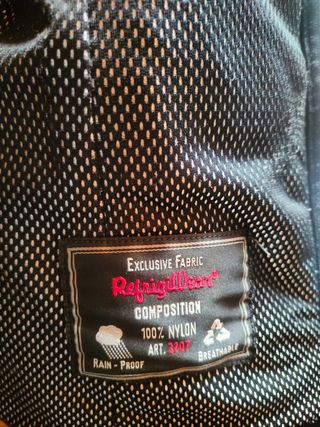 EXCLUSIVE FABRIC
RefrigiWear®
COMPOSITION
100% NYLON
ART. 3207
RAIN - PROOF
BREATHABLE